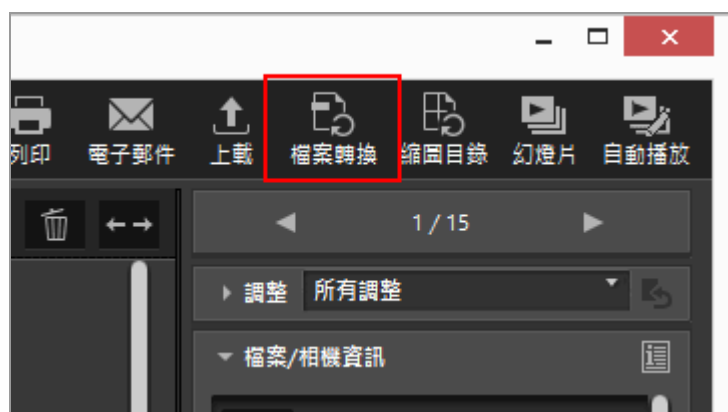 列印 電子郵件 上載 檔案轉換 縮圖目錄 幻燈片 自動播放
1 / 15
調整 所有調整
檔案/相機資訊